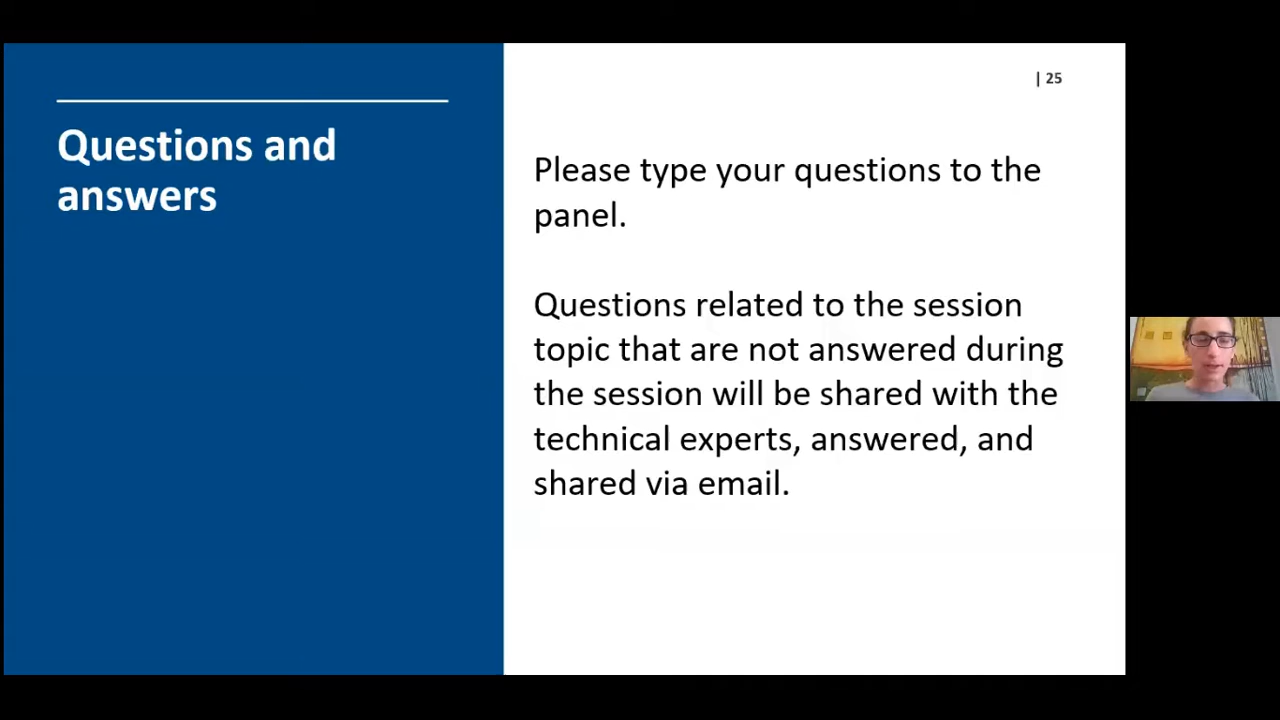 | 25
Questions and
answers
Please type your questions to the
panel.
Questions related to the session
topic that are not answered during
the session will be shared with the
technical experts, answered, and
shared via email.